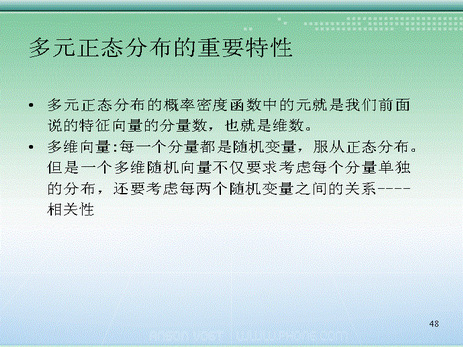 多元正态分布的重要特性
• 多元正态分布的概率密度函数中的元就是我们前面
说的特征向量的分量数，也就是维数。
• 多维向量:每一个分量都是随机变量，服从正态分布。
但是一个多维随机向量不仅要求考虑每个分量单独
的分布，还要考虑每两个随机变量之间的关系----
相关性
48